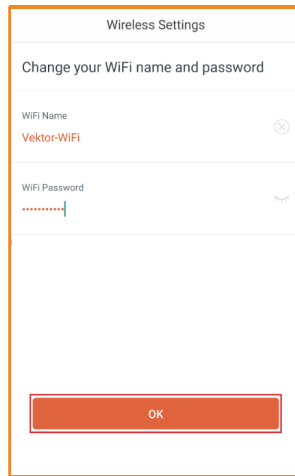 Wireless Settings
Change your WiFi name and password
WiFi Name
Vektor-WiFi
WiFi Password
•••••••••••
OK